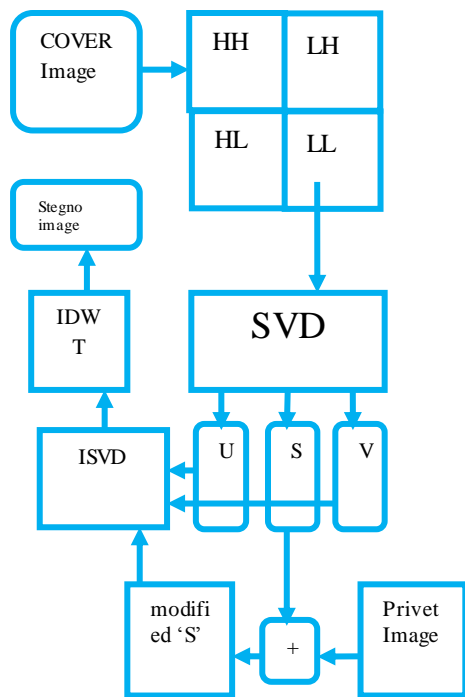 COVER
Image
HH
LH
HL
LL
Stegno
image
IDW
T
SVD
ISVD
U
S
V
modifi
ed ‘S’
+
Privet
Image